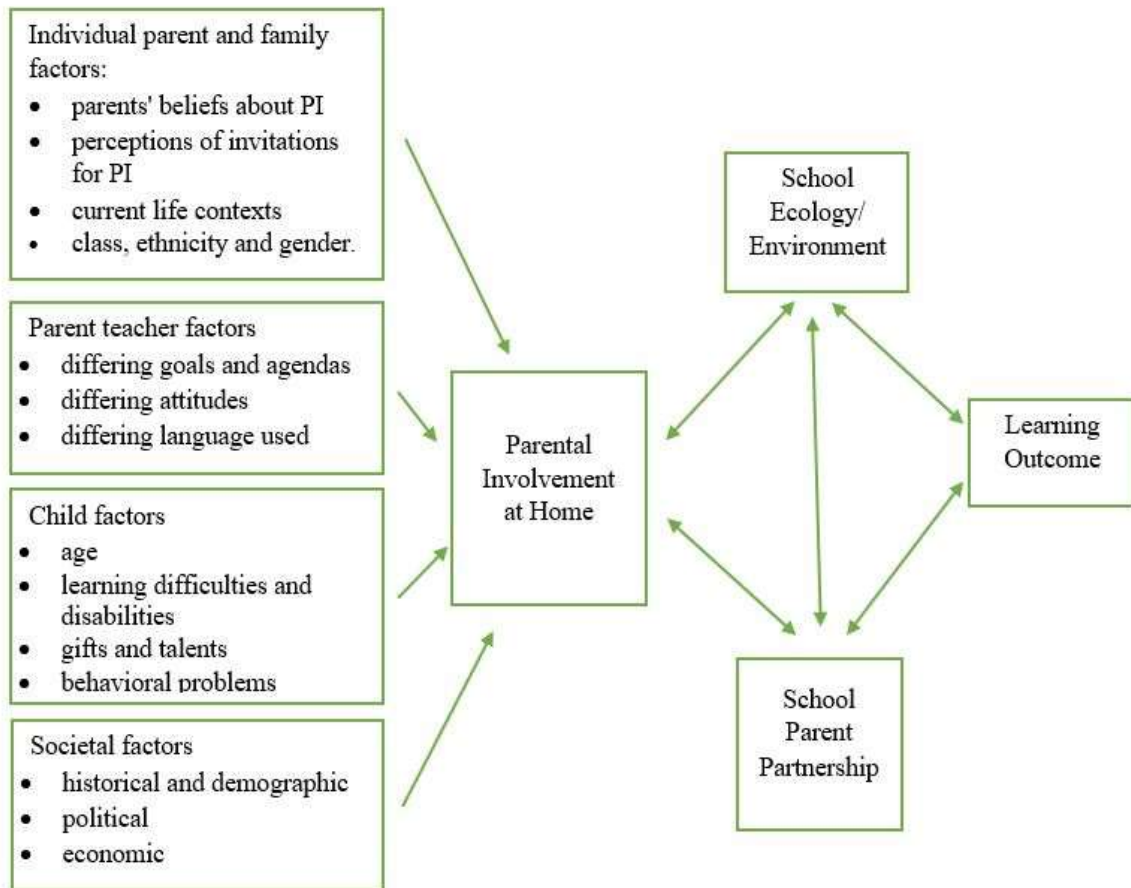 Individual parent and family
factors:
• parents' beliefs about PI
• perceptions of invitations
for PI
• current life contexts
• class, ethnicity and gender.
Parent teacher factors
• differing goals and agendas
• differing attitudes
• differing language used
Child factors
• age
• learning difficulties and
disabilities
• gifts and talents
• behavioral problems
Societal factors
• historical and demographic
• political
• economic
Parental
Involvement
at Home
School
Ecology/
Environment
School
Parent
Partnership
Learning
Outcome